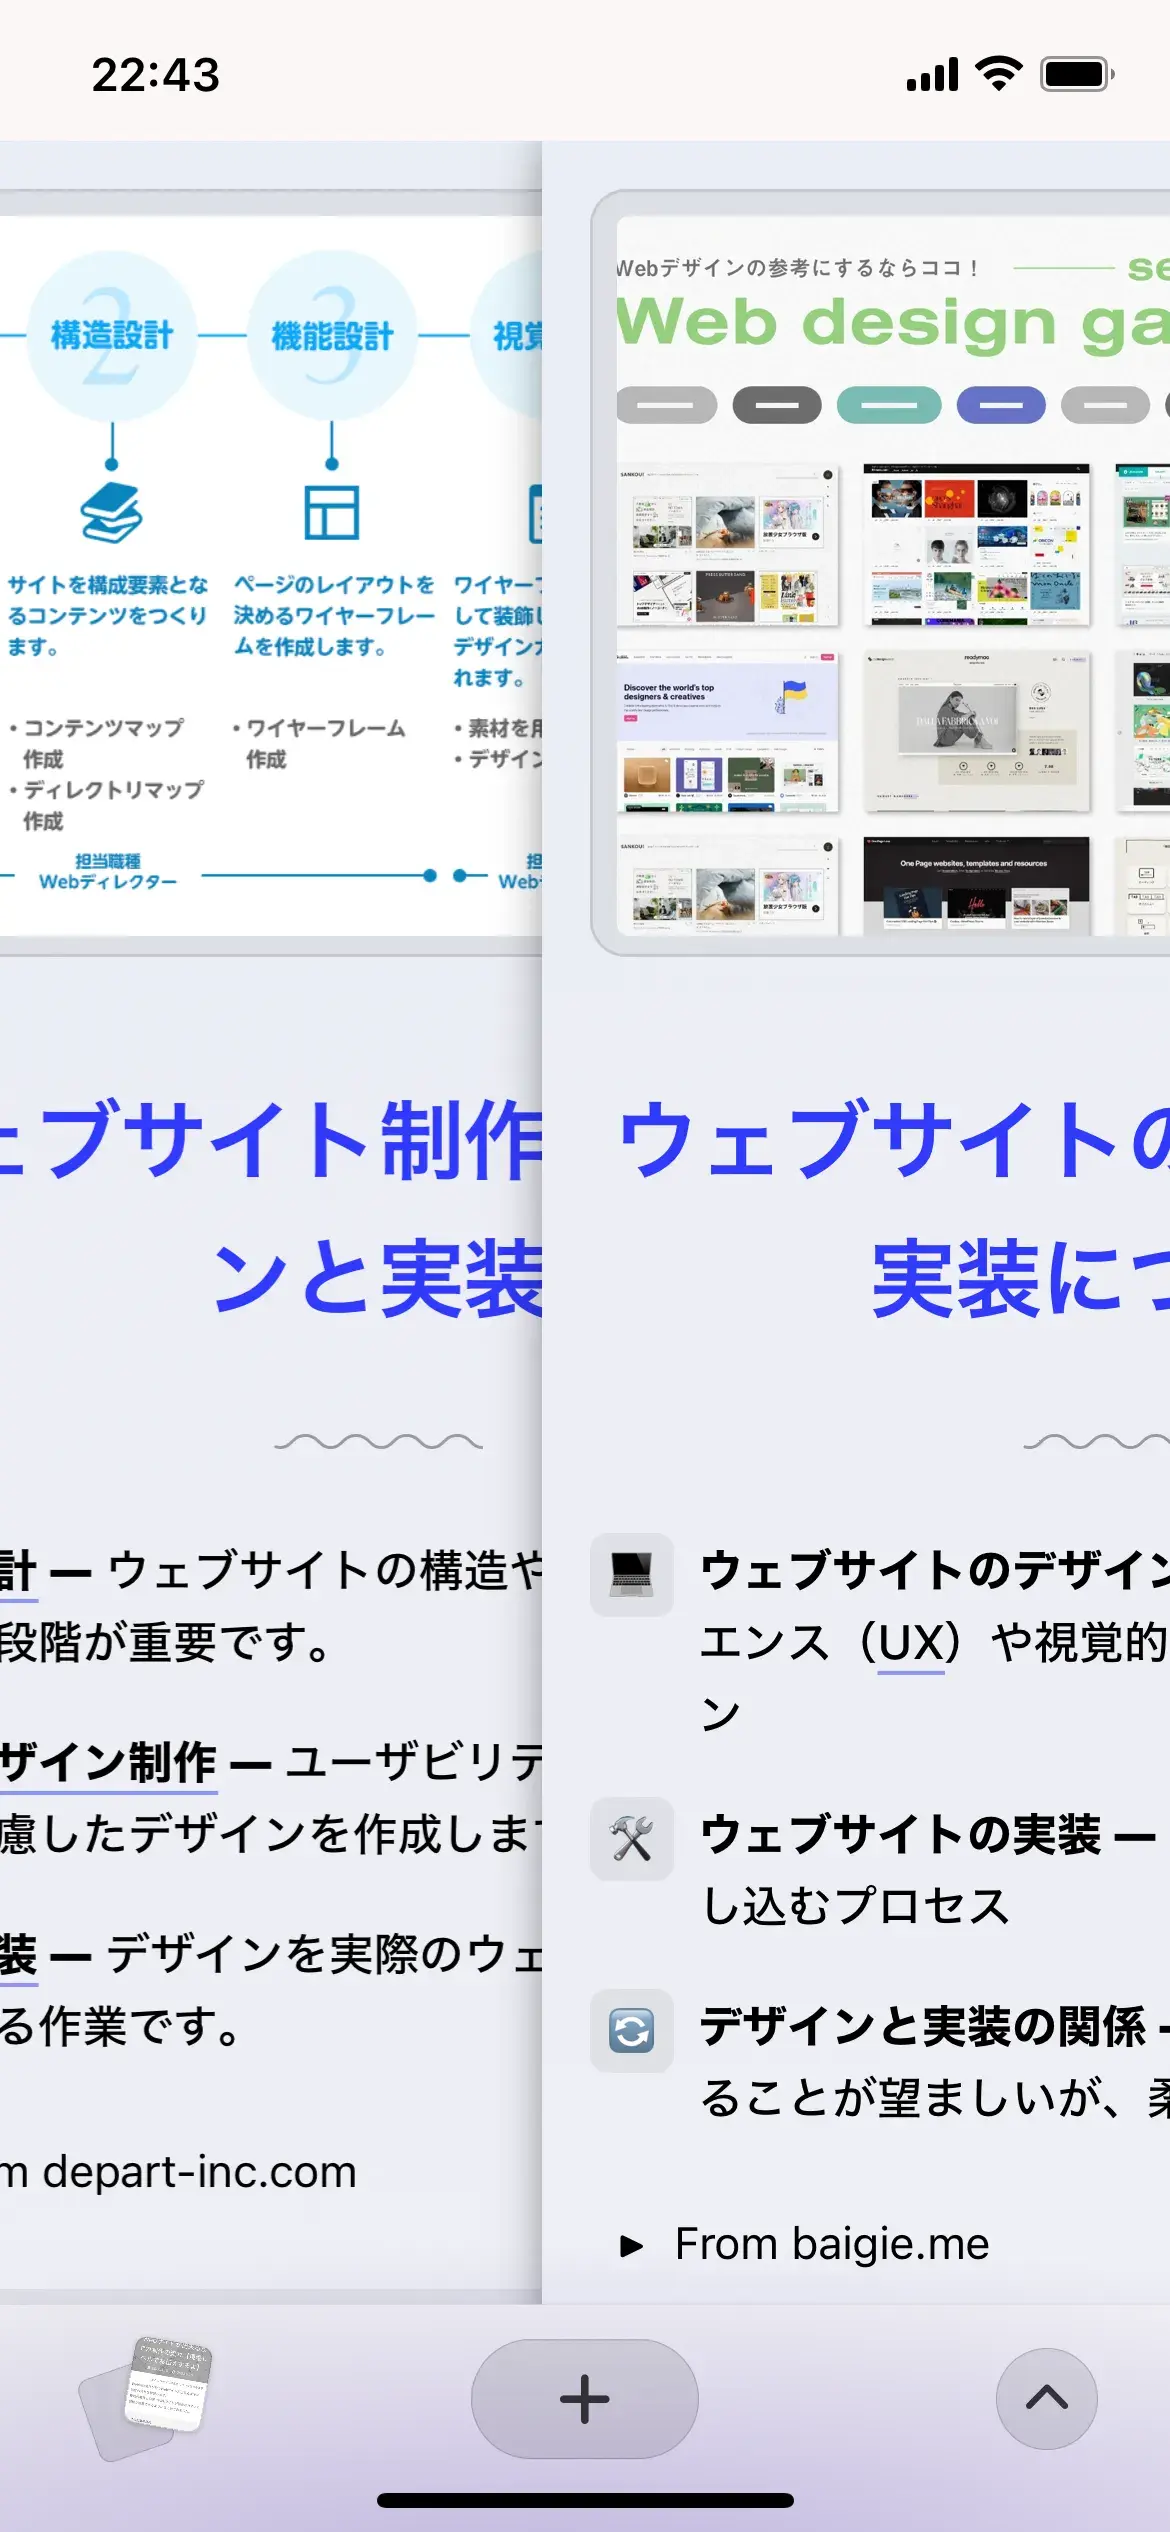 22:43
2
構造設計
3
機能設計
視覚
サイトを構成要素とな
るコンテンツをつくり
ます。
ページのレイアウトを
決めるワイヤーフレー
ムを作成します。
ワイヤーフ
して装飾し
デザインカ
れます。
・コンテンツマップ
作成
・ディレクトリマップ
作成
・ワイヤーフレーム
作成
・素材を用
・デザイン
担当職種
Webディレクター
担
Web
ェブサイト制作
ンと実装
計 — ウェブサイトの構造や
段階が重要です。
ザイン制作 — ユーザビリテ
慮したデザインを作成しま
装 — デザインを実際のウェ
る作業です。
m depart-inc.com
Webデザインの参考にするならココ！
se
Web design ga
SANKOU!
Discover the world's top
designers & creatives
readymag
SANKOU!
One Page websites, templates and resources
Hello
ウェブサイトの
実装につ
ウェブサイトのデザイン
エンス（UX）や視覚的
ン
ウェブサイトの実装 —
し込むプロセス
デザインと実装の関係 -
ることが望ましいが、柔
▶ From baigie.me